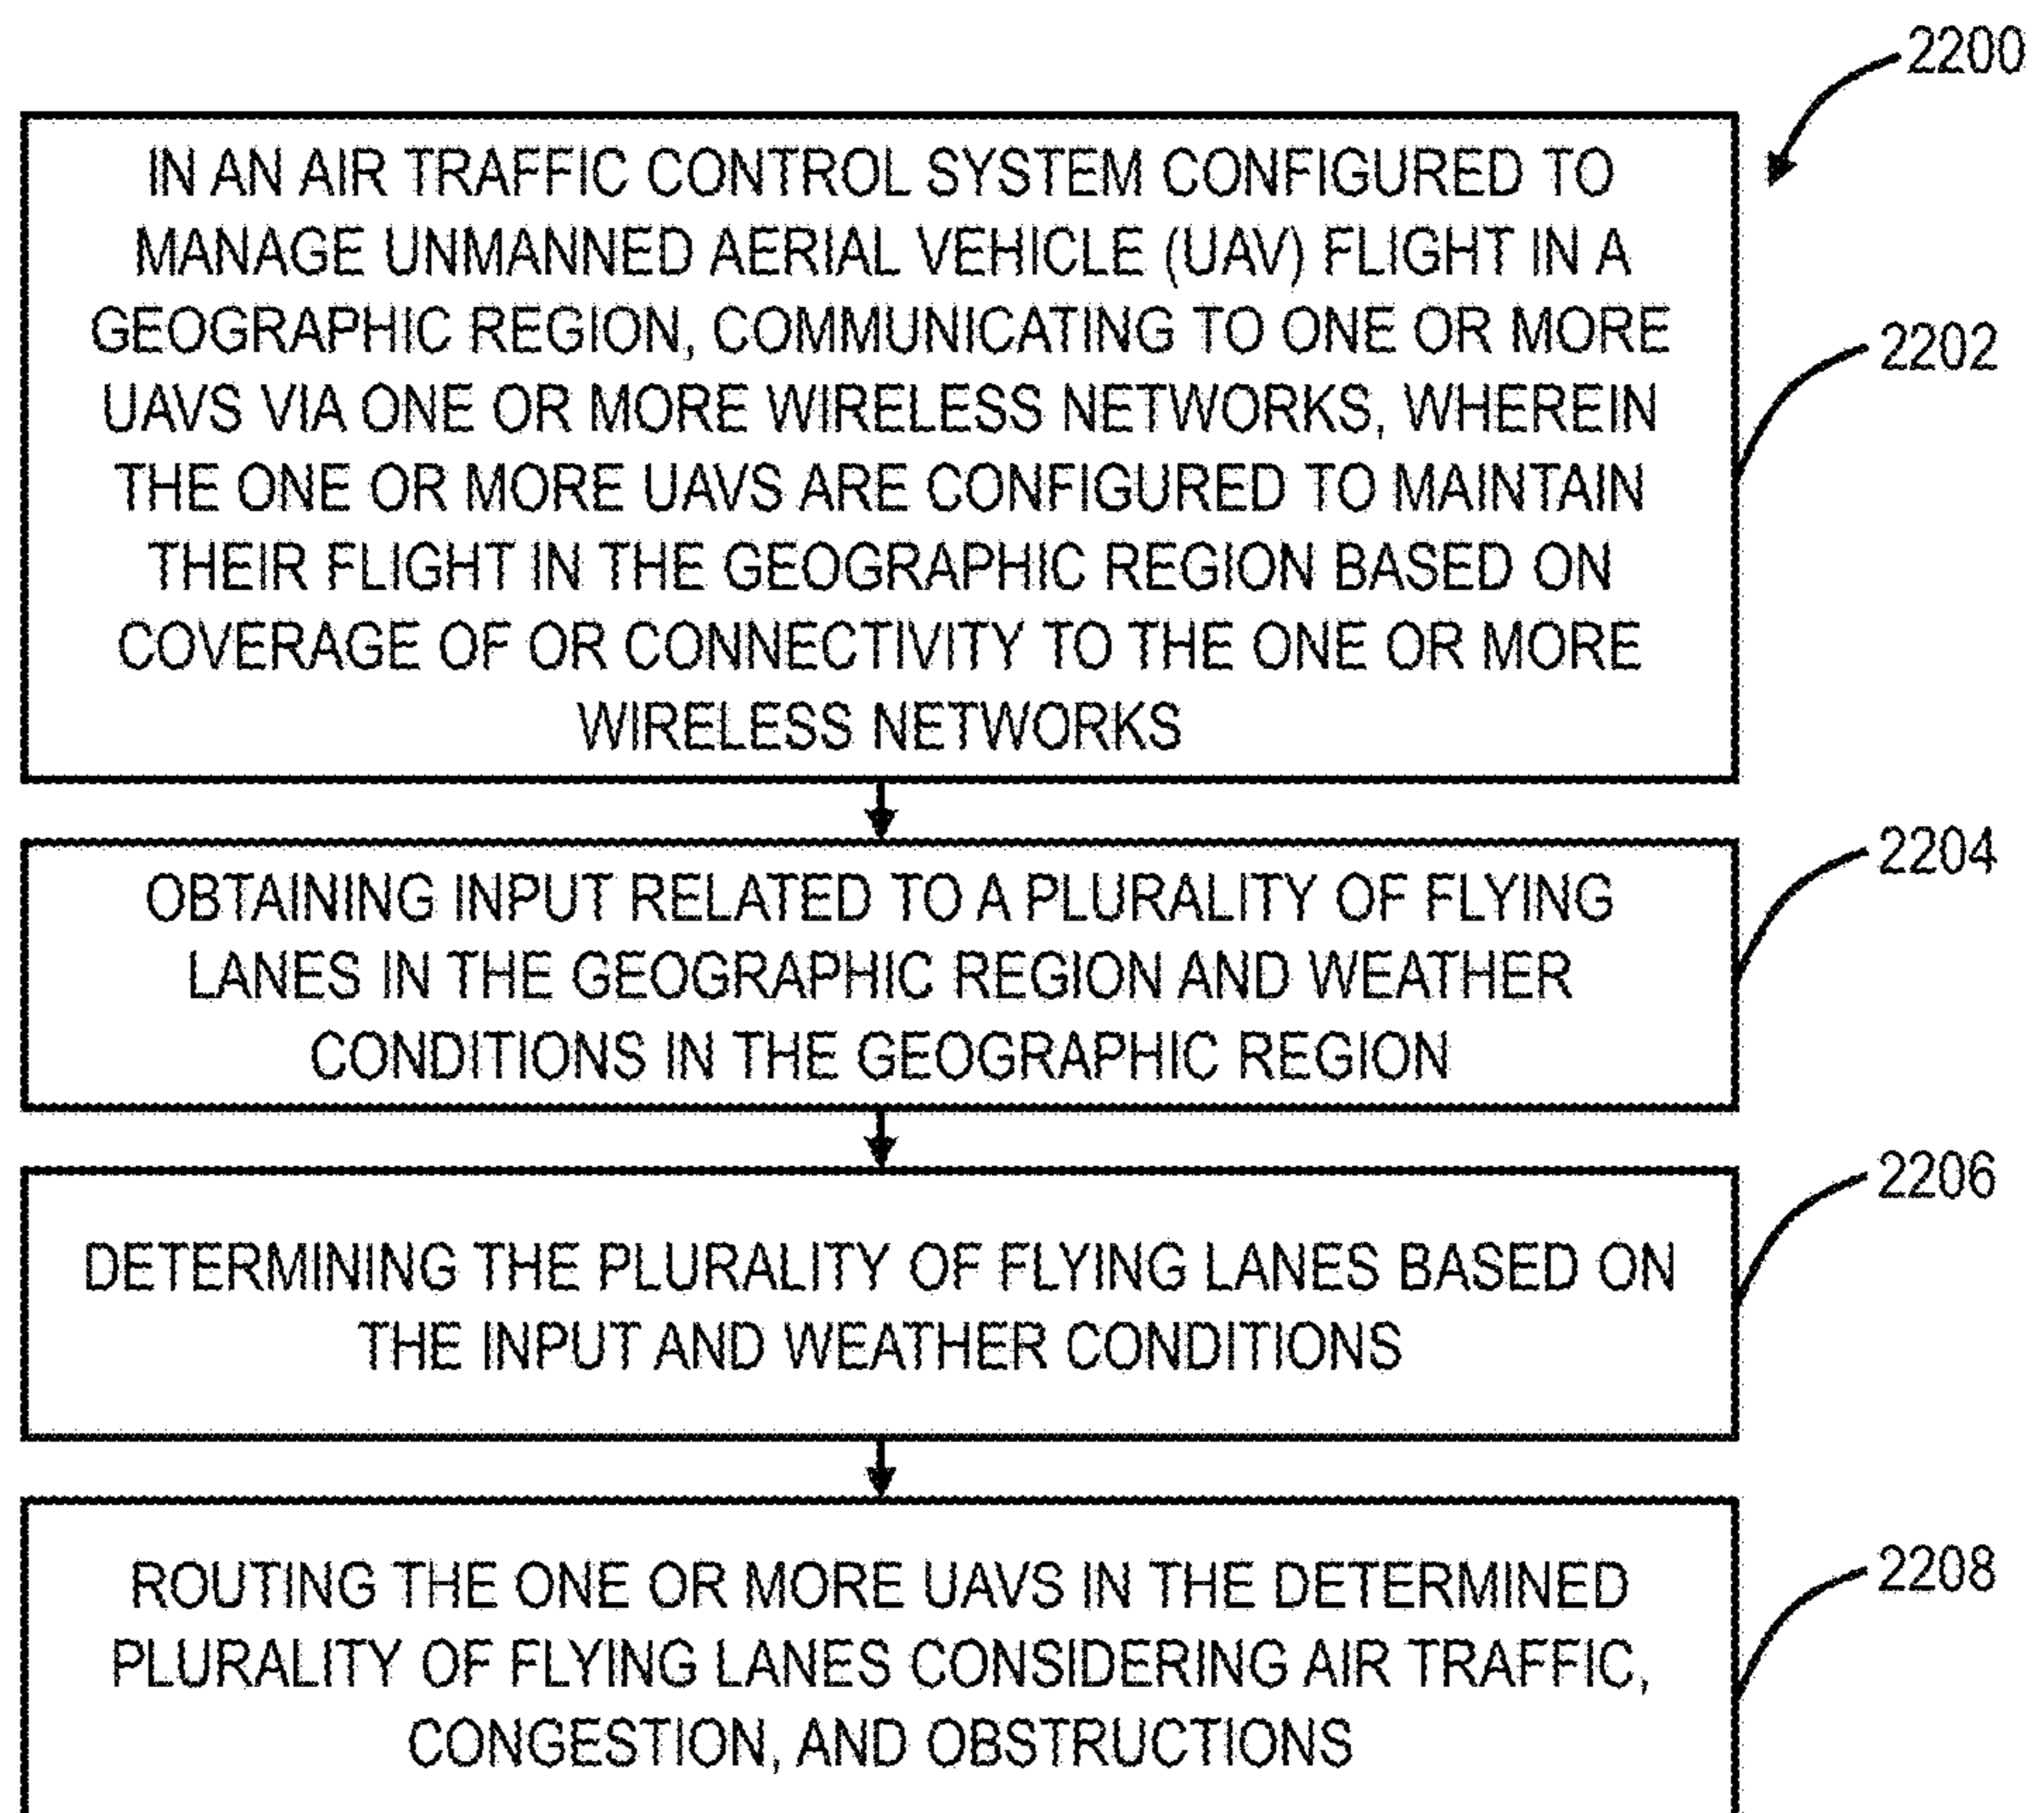 2200
IN AN AIR TRAFFIC CONTROL SYSTEM CONFIGURED TO
MANAGE UNMANNED AERIAL VEHICLE (UAV) FLIGHT IN A
GEOGRAPHIC REGION, COMMUNICATING TO ONE OR MORE
UAVS VIA ONE OR MORE WIRELESS NETWORKS, WHEREIN
THE ONE OR MORE UAVS ARE CONFIGURED TO MAINTAIN
THEIR FLIGHT IN THE GEOGRAPHIC REGION BASED ON
COVERAGE OF OR CONNECTIVITY TO THE ONE OR MORE
WIRELESS NETWORKS
2202
OBTAINING INPUT RELATED TO A PLURALITY OF FLYING
LANES IN THE GEOGRAPHIC REGION AND WEATHER
CONDITIONS IN THE GEOGRAPHIC REGION
2204
DETERMINING THE PLURALITY OF FLYING LANES BASED ON
THE INPUT AND WEATHER CONDITIONS
2206
ROUTING THE ONE OR MORE UAVS IN THE DETERMINED
PLURALITY OF FLYING LANES CONSIDERING AIR TRAFFIC,
CONGESTION, AND OBSTRUCTIONS
2208